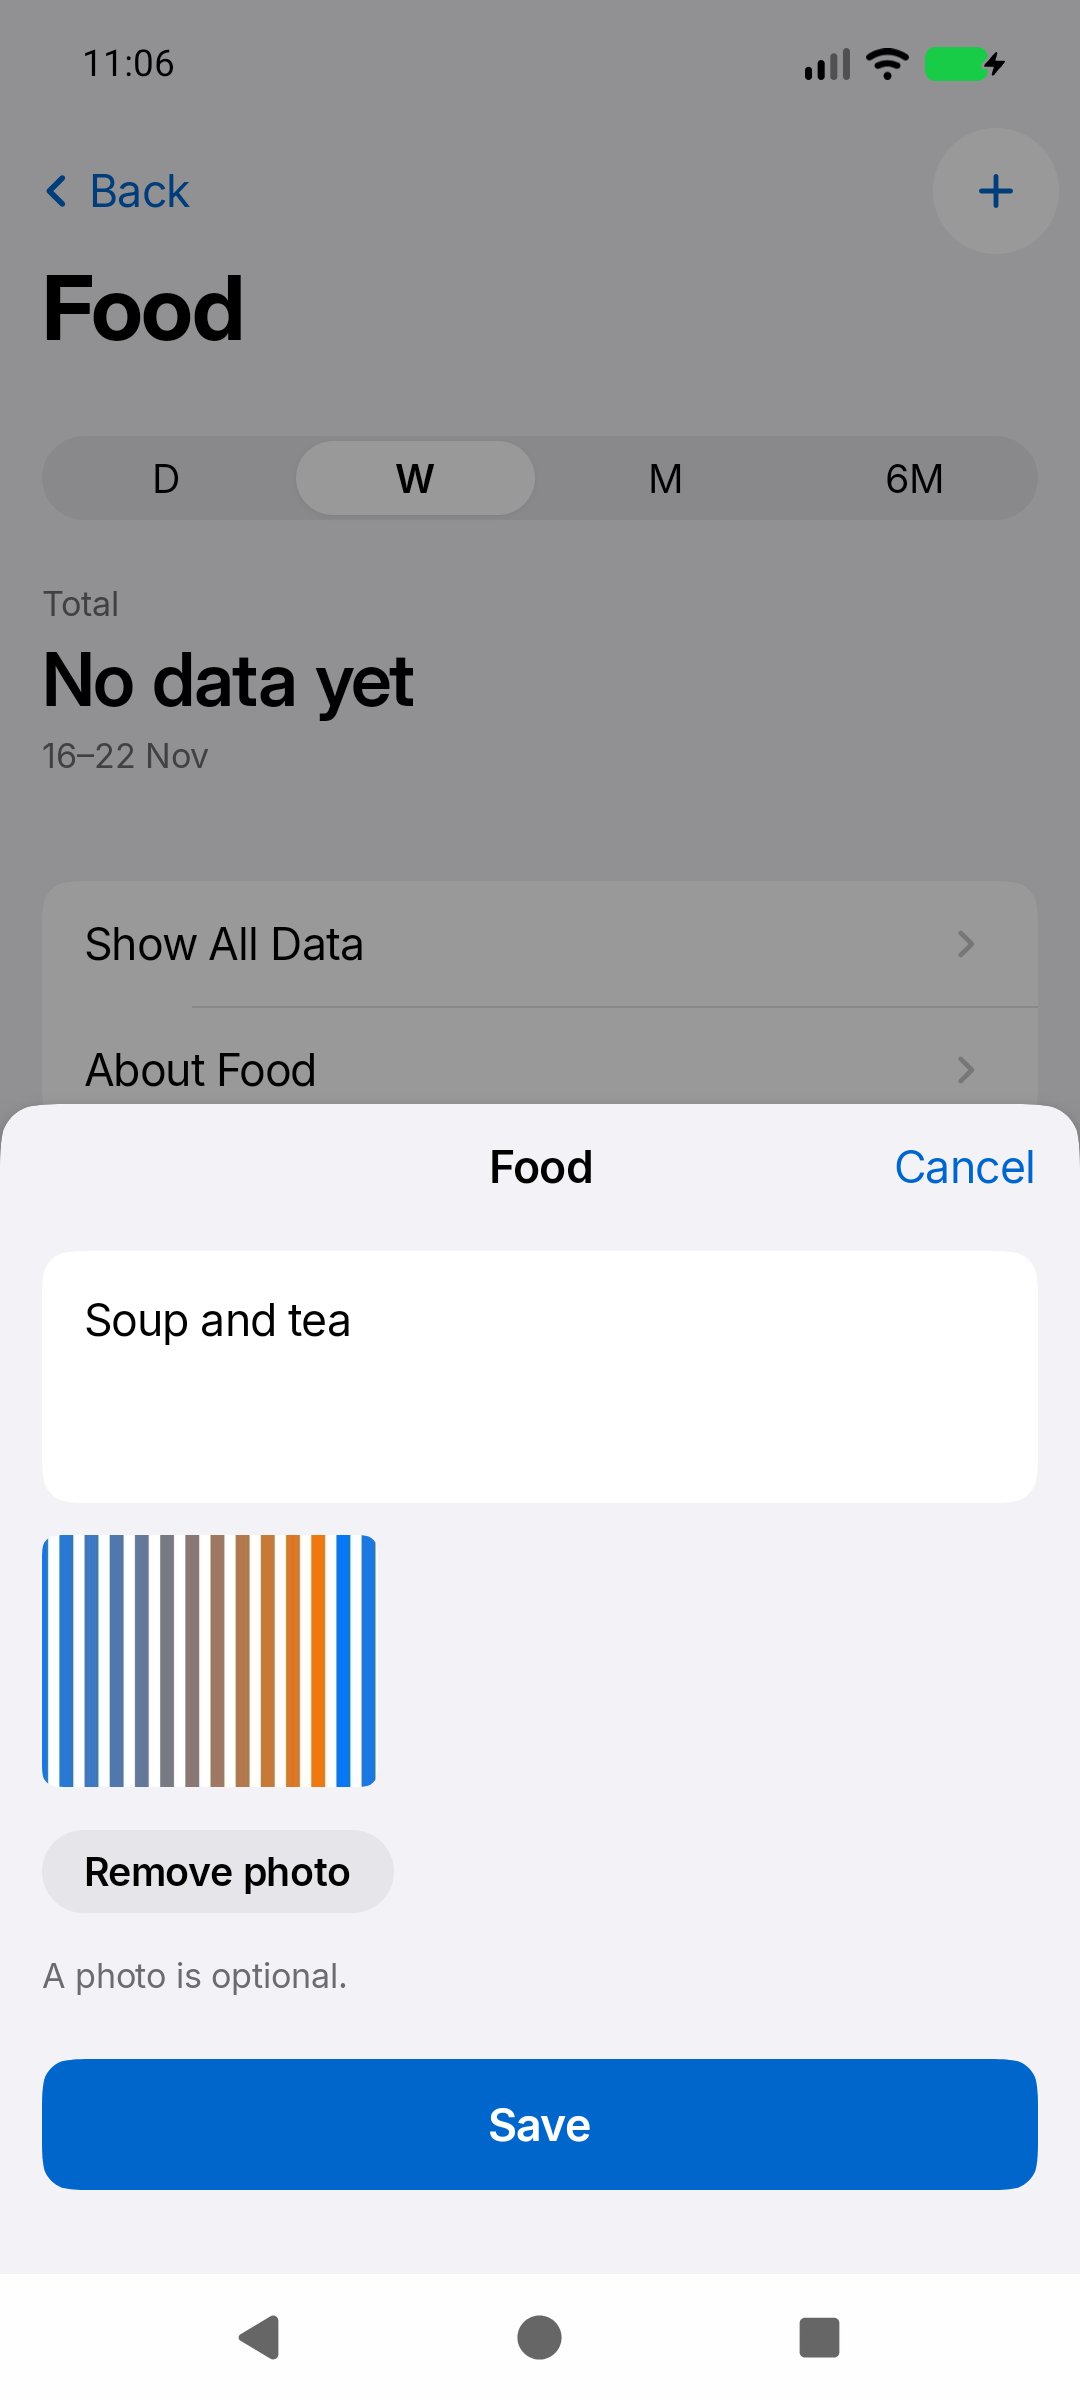 11:06
Back
Food
D W M 6M
Total
No data yet
16–22 Nov
Show All Data
About Food
Food Cancel
Soup and tea
Remove photo
A photo is optional.
Save